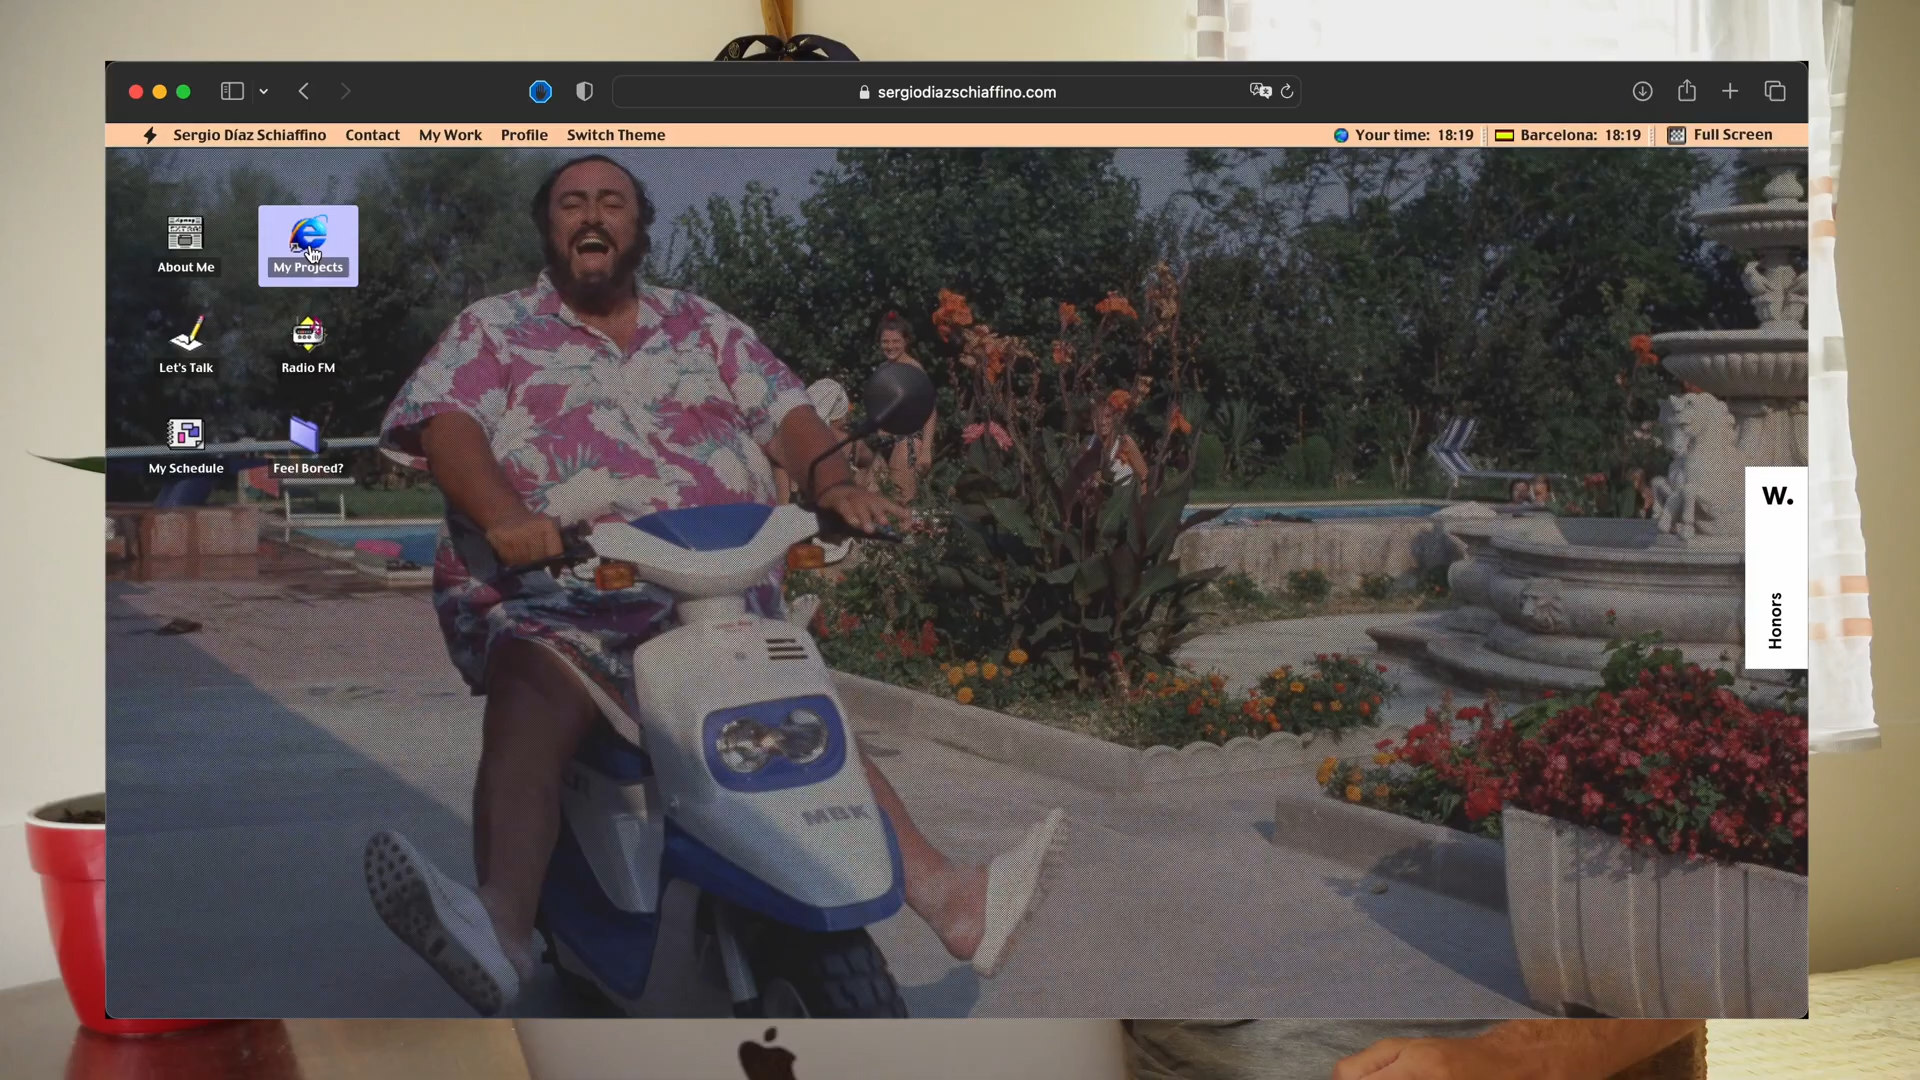 sergiodiazschiaffino.com
Sergio Díaz Schiaffino Contact My Work Profile Switch Theme Your time: 18:19 Barcelona: 18:19 Full Screen
About Me
My Projects
Let's Talk
Radio FM
My Schedule
Feel Bored?
W.
Honors
MBK